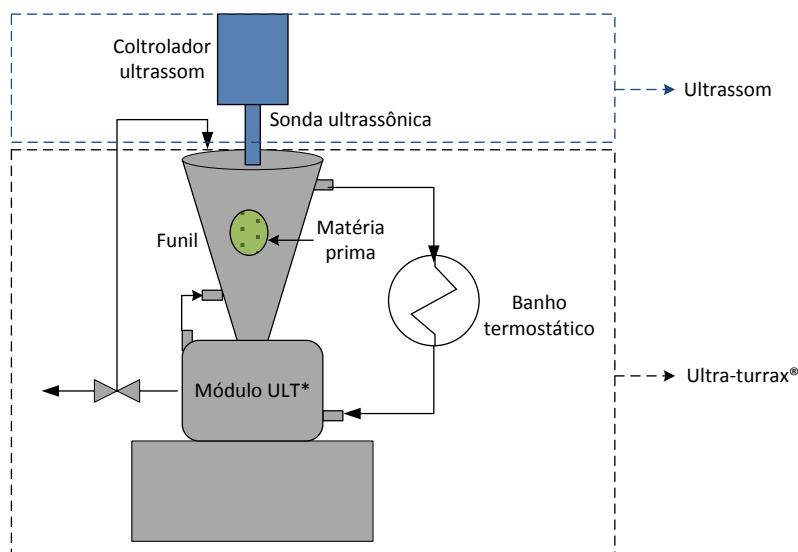 Coltrolador
ultrassom
Ultrassom
Sonda ultrassônica
Funil
Matéria
prima
Banho
termostático
Ultra-turrax®
Módulo ULT*